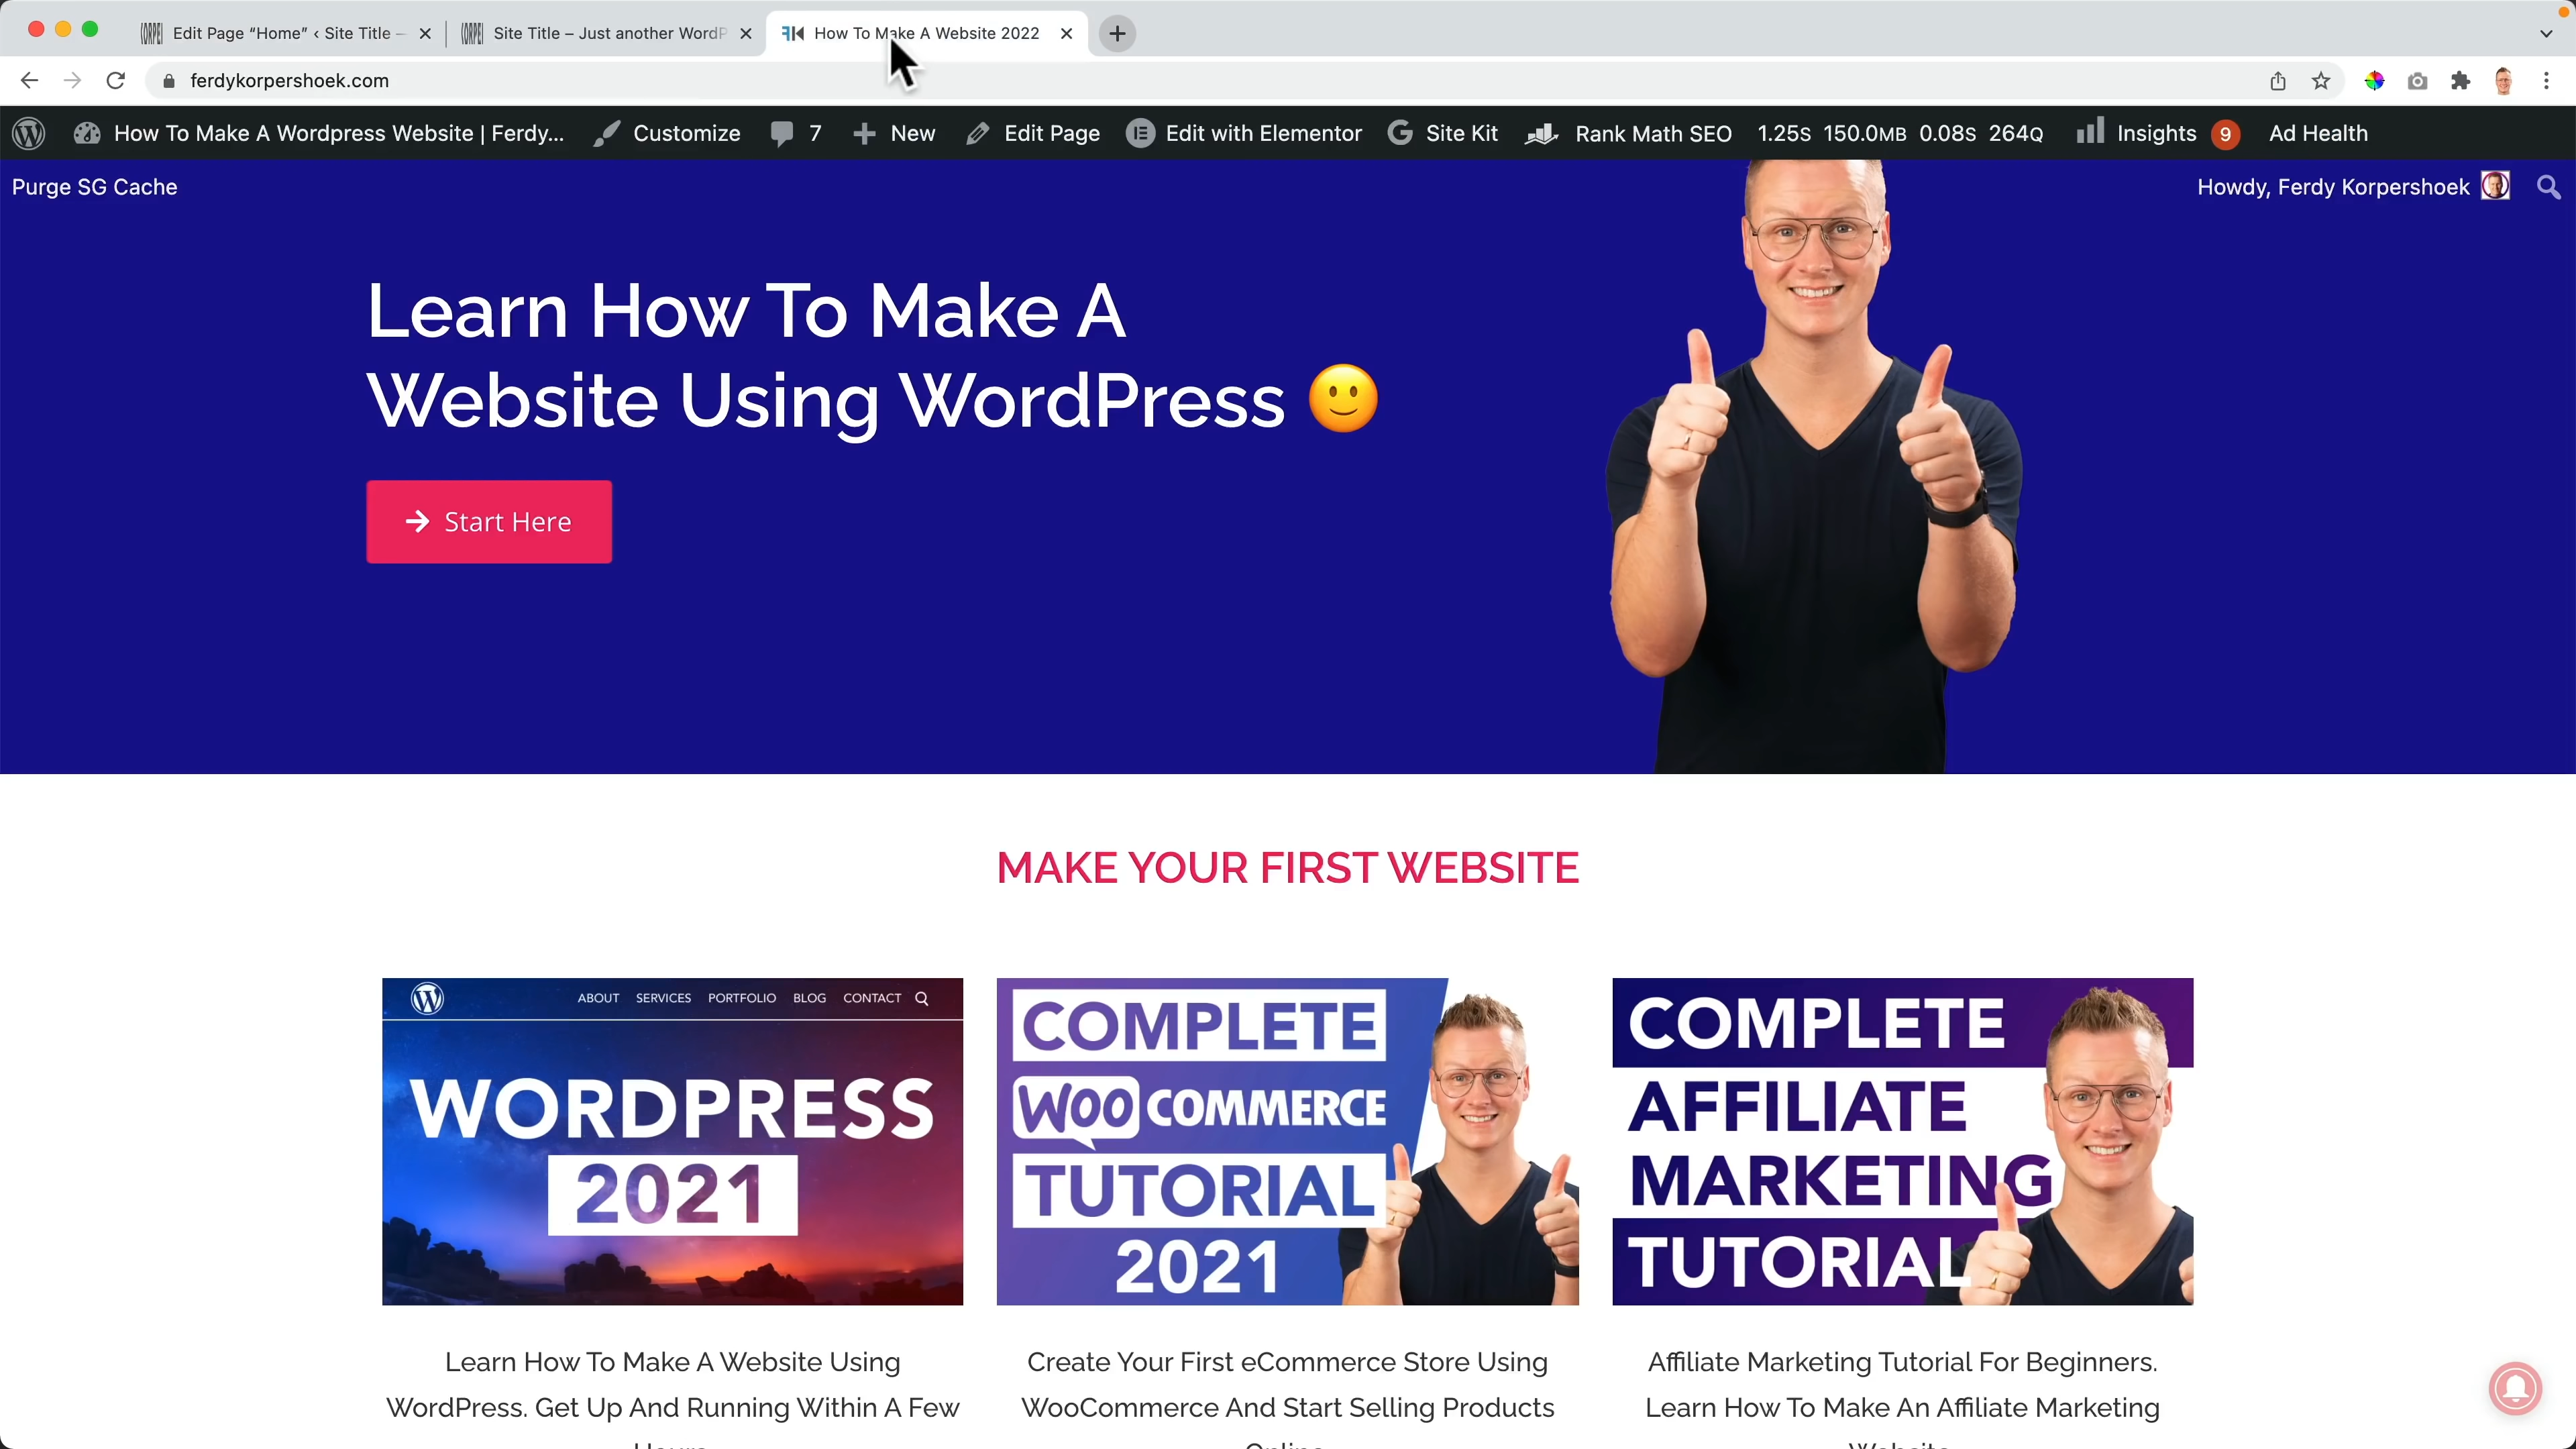 Edit Page “Home” ‹ Site Title –
Site Title – Just another WordP
How To Make A Website 2022
ferdykorpershoek.com
How To Make A Wordpress Website | Ferdy...
Customize
7
New
Edit Page
Edit with Elementor
Site Kit
Rank Math SEO
1.25S 150.0MB 0.08S 264Q
Insights 9
Ad Health
Purge SG Cache
Howdy, Ferdy Korpershoek
Learn How To Make A
Website Using WordPress
Start Here
MAKE YOUR FIRST WEBSITE
ABOUT SERVICES PORTFOLIO BLOG CONTACT
WORDPRESS
2021
COMPLETE
WOO COMMERCE
TUTORIAL
2021
COMPLETE
AFFILIATE
MARKETING
TUTORIAL
Learn How To Make A Website Using
WordPress. Get Up And Running Within A Few
Create Your First eCommerce Store Using
WooCommerce And Start Selling Products
Affiliate Marketing Tutorial For Beginners.
Learn How To Make An Affiliate Marketing